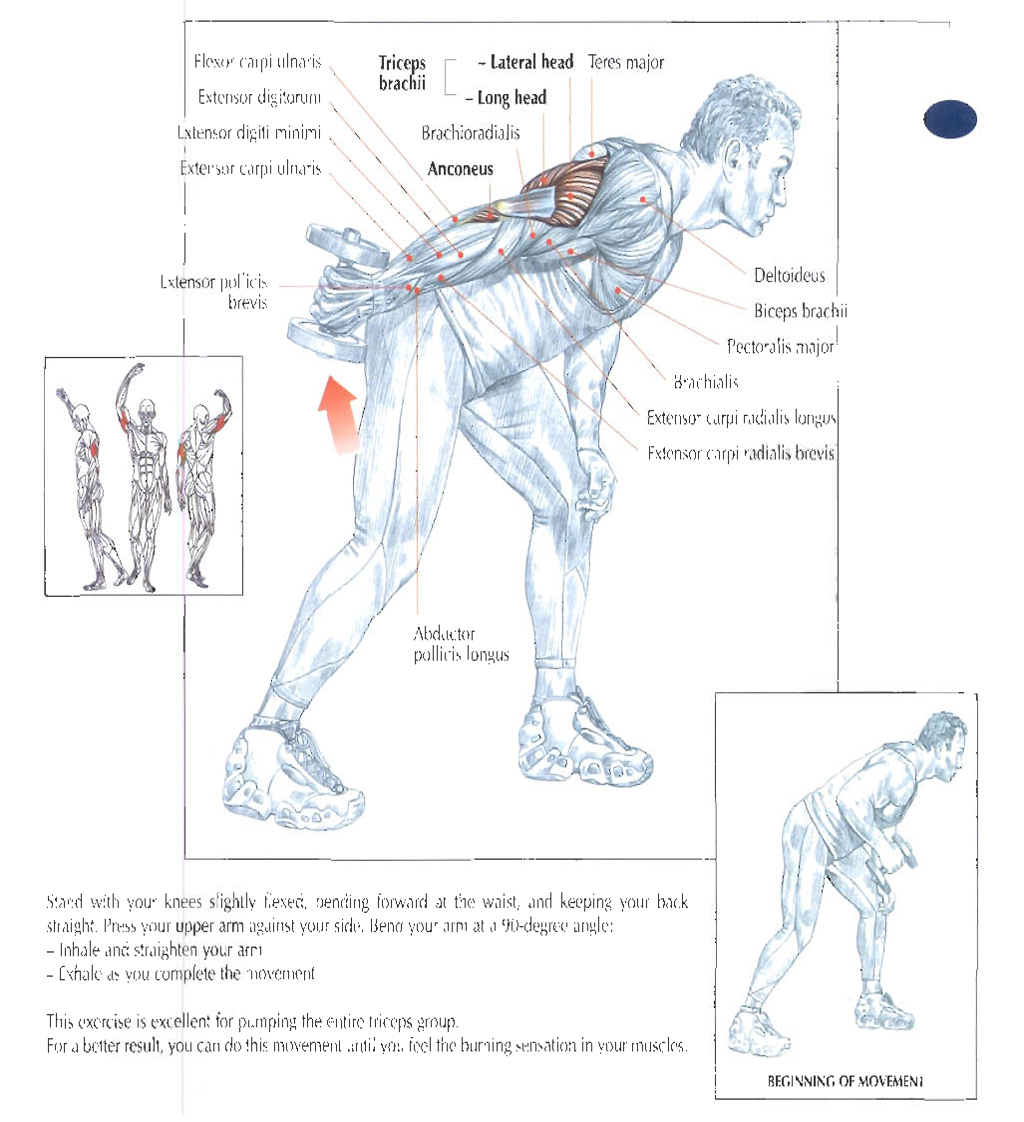 Flexor carpi ulnaris
Extensor digitorum
Extensor digiti minimi
Extensor carpi ulnaris
Triceps
brachii
– Lateral head
– Long head
Teres major
Brachioradialis
Anconeus
Extensor pollicis
brevis
Deltoideus
Biceps brachii
Pectoralis major
Brachialis
Extensor carpi radialis longus
Extensor carpi radialis brevis
Abductor
pollicis longus
Stand with your knees slightly flexed, bending forward at the waist, and keeping your back
straight. Press your upper arm against your side. Bend your arm at a 90-degree angle:
– Inhale and straighten your arm
– Exhale as you complete the movement
This exercise is excellent for pumping the entire triceps group.
For a better result, you can do this movement until you feel the burning sensation in your muscles.
BEGINNING OF MOVEMENT